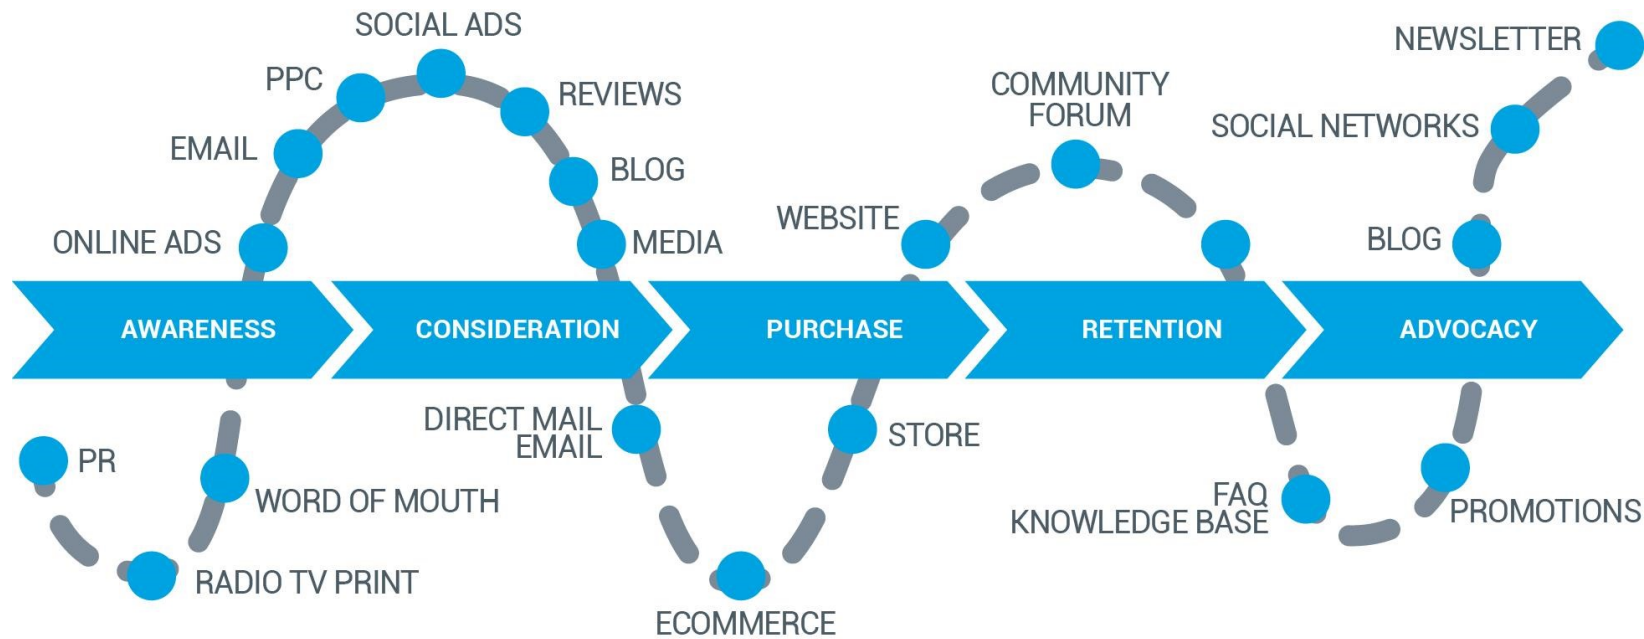 SOCIAL ADS
PPC
REVIEWS
EMAIL
BLOG
ONLINE ADS
MEDIA
NEWSLETTER
COMMUNITY
FORUM
SOCIAL NETWORKS
WEBSITE
BLOG
AWARENESS
CONSIDERATION
PURCHASE
RETENTION
ADVOCACY
PR
WORD OF MOUTH
RADIO TV PRINT
DIRECT MAIL
EMAIL
STORE
ECOMMERCE
FAQ
KNOWLEDGE BASE
PROMOTIONS